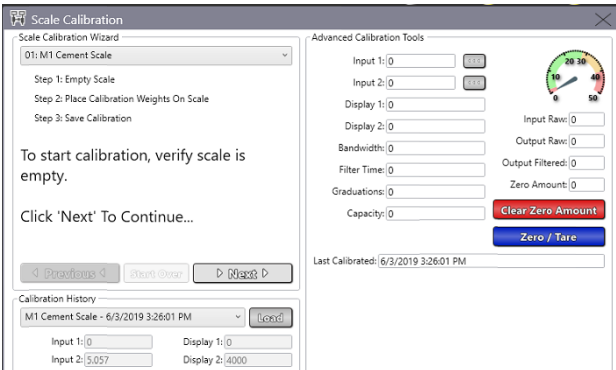 Scale Calibration
Scale Calibration Wizard
01: M1 Cement Scale
Step 1: Empty Scale
Step 2: Place Calibration Weights On Scale
Step 3: Save Calibration
To start calibration, verify scale is
empty.
Click 'Next' To Continue...
◁ Previous ◁ Start Over ▷ Next ▷
Calibration History
M1 Cement Scale - 6/3/2019 3:26:01 PM Load
Input 1: 0 Display 1: 0
Input 2: 5.057 Display 2: 4000
Advanced Calibration Tools
Input 1: 0 <<<
Input 2: 0 <<<
Display 1: 0
Display 2: 0
Bandwidth: 0
Filter Time: 0
Graduations: 0
Capacity: 0
0 10 20 30 40 50
Input Raw: 0
Output Raw: 0
Output Filtered: 0
Zero Amount: 0
Clear Zero Amount
Zero / Tare
Last Calibrated: 6/3/2019 3:26:01 PM